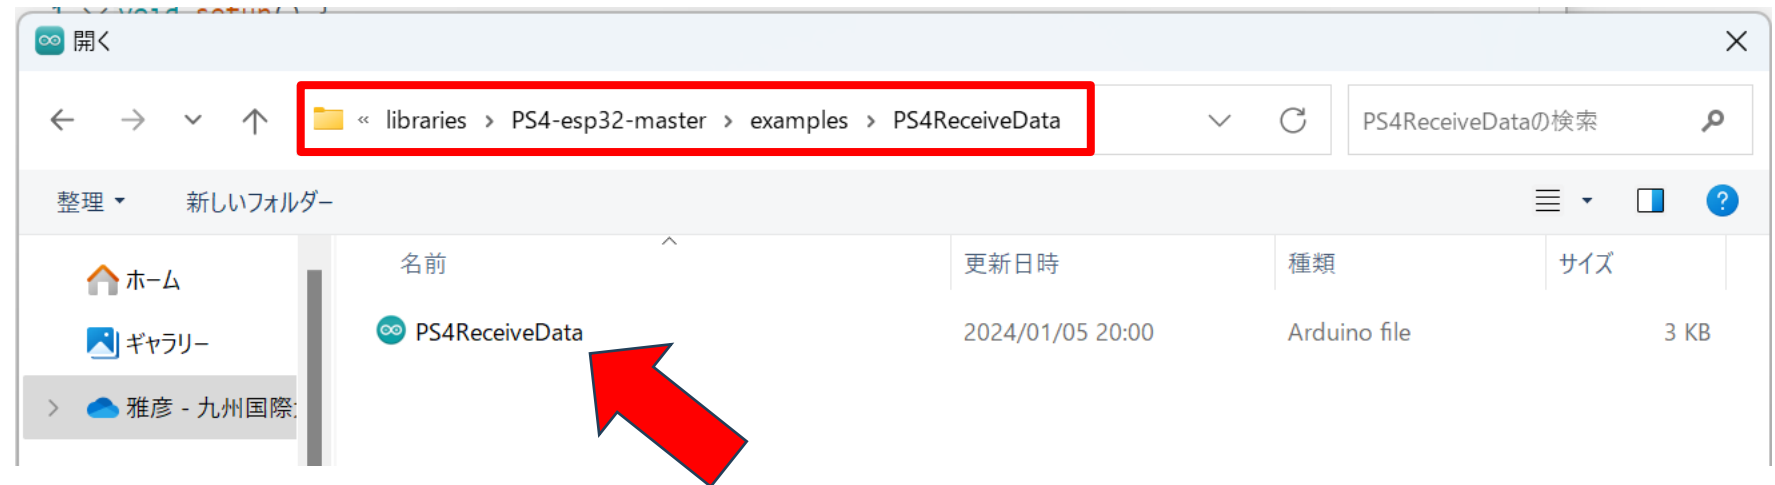 1 void setup() {
開く
« libraries › PS4-esp32-master › examples › PS4ReceiveData
PS4ReceiveDataの検索
整理 新しいフォルダー
名前 更新日時 種類 サイズ
ホーム
PS4ReceiveData 2024/01/05 20:00 Arduino file 3 KB
ギャラリー
雅彦 - 九州国際